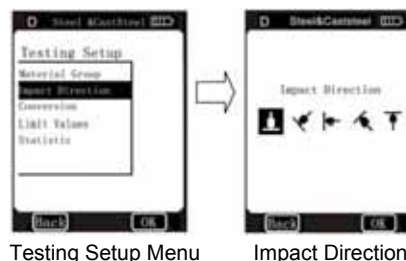 D Steel &CastSteel
Testing Setup
Material Group
Impact Direction
Conversion
Limit Values
Statistic
Back OK
Testing Setup Menu
D Steel&Caststeel
Impact Direction
Back OK
Impact Direction